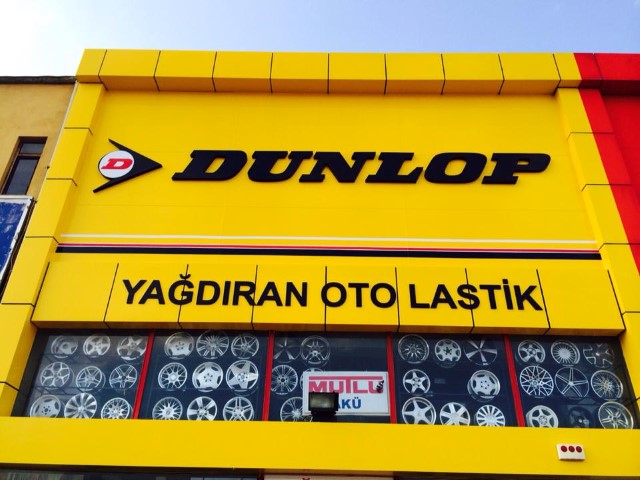 D DUNLOP
YAĞDIRAN OTO LASTİK
MUTLU
AKÜ